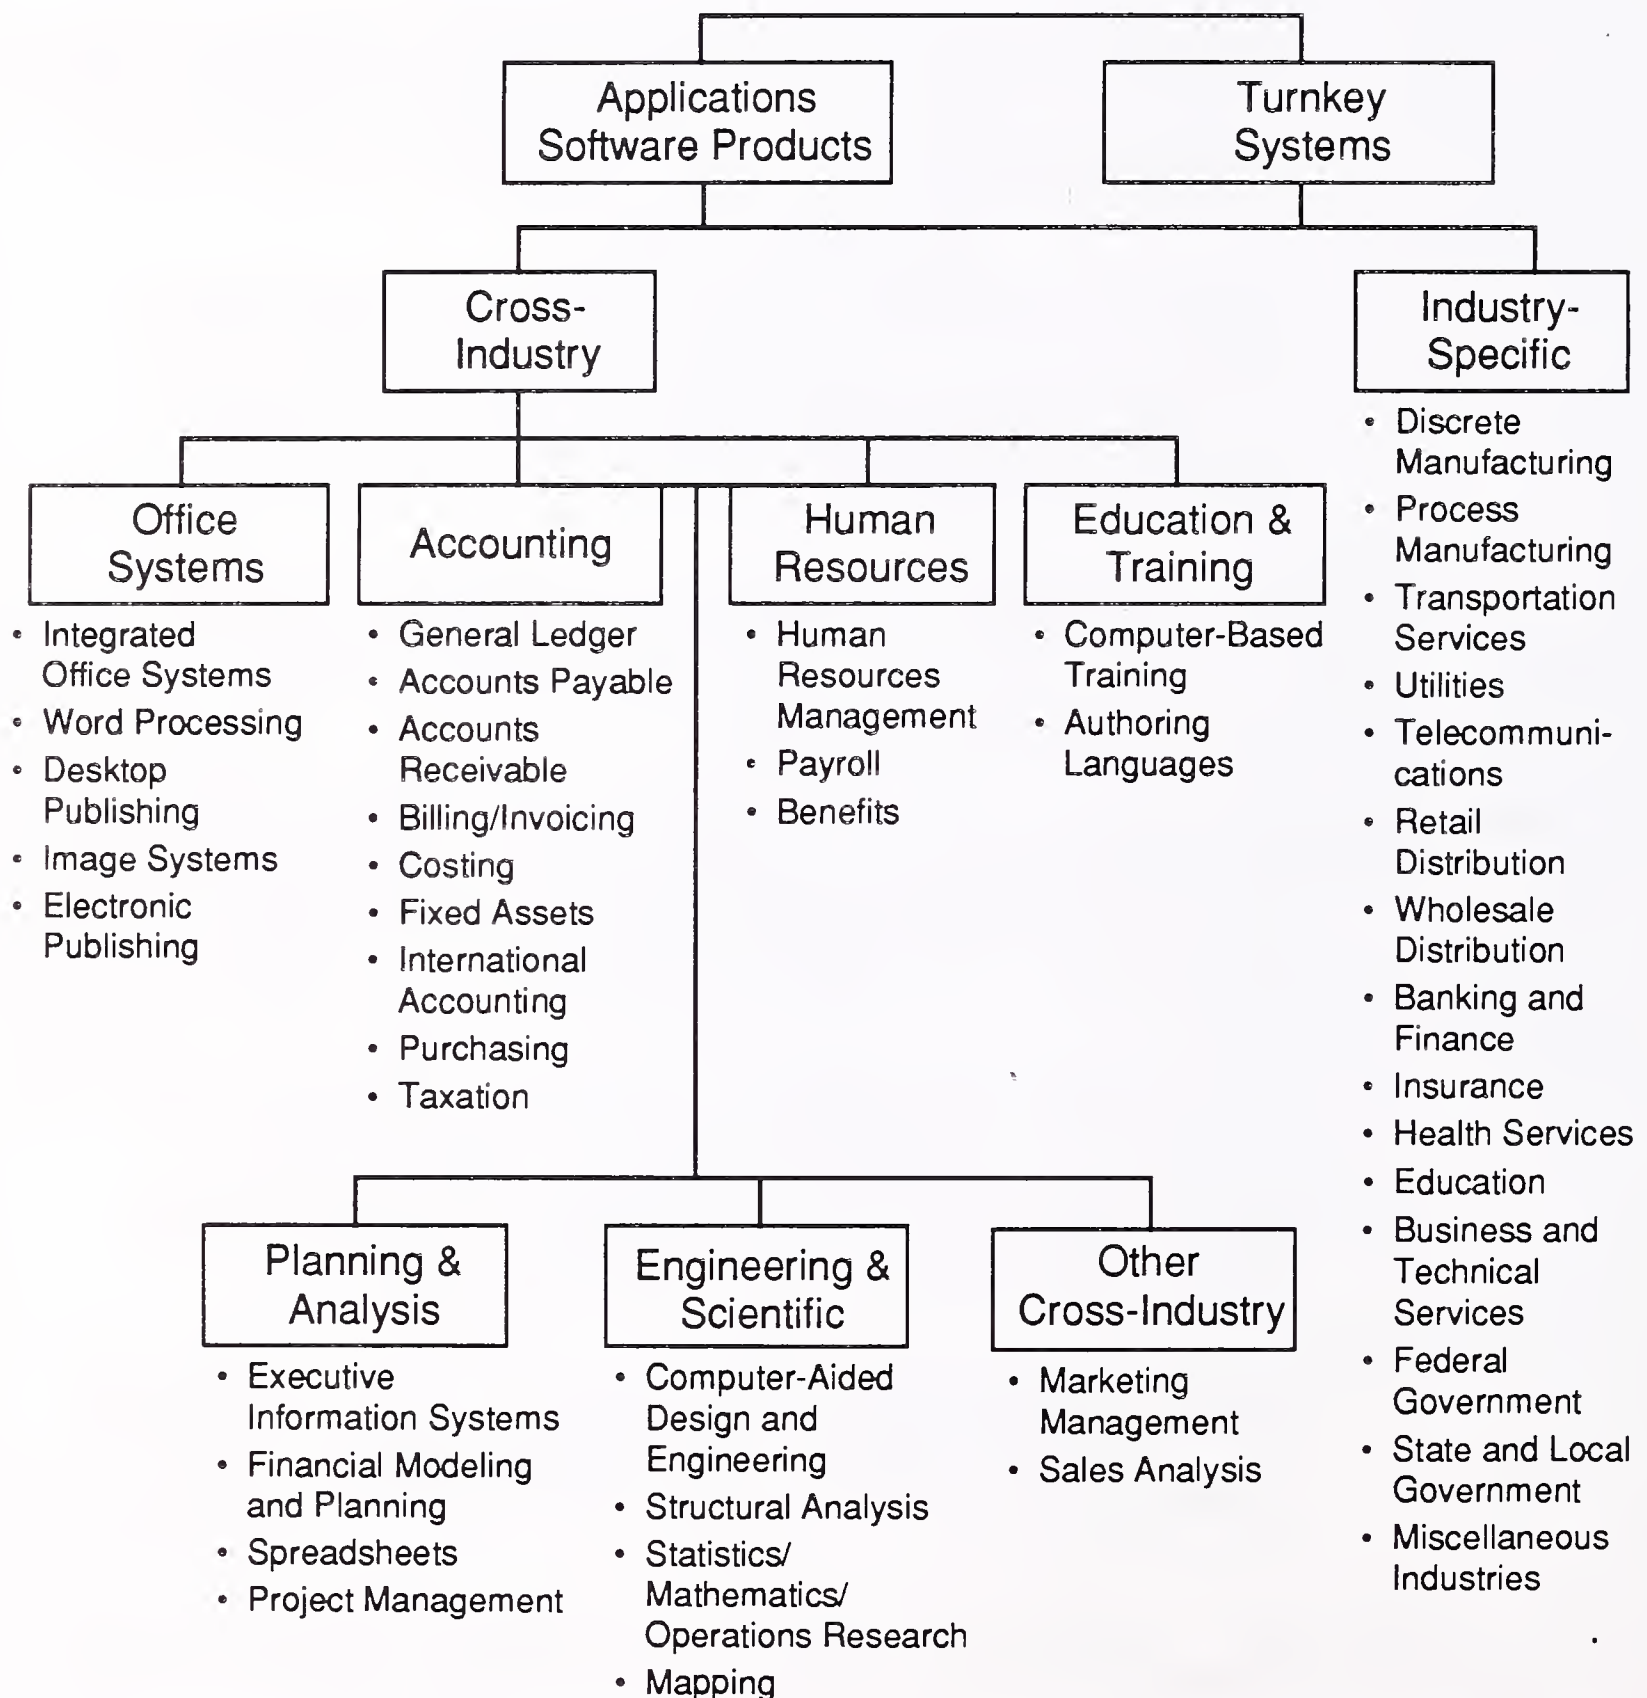 Applications
Software Products
Turnkey
Systems
Cross-
Industry
Industry-
Specific
• Discrete
Manufacturing
• Process
Manufacturing
• Transportation
Services
• Utilities
• Telecommuni-
cations
• Retail
Distribution
• Wholesale
Distribution
• Banking and
Finance
• Insurance
• Health Services
• Education
• Business and
Technical
Services
• Federal
Government
• State and Local
Government
• Miscellaneous
Industries
Office
Systems
• Integrated
Office Systems
• Word Processing
• Desktop
Publishing
• Image Systems
• Electronic
Publishing
Accounting
• General Ledger
• Accounts Payable
• Accounts
Receivable
• Billing/Invoicing
• Costing
• Fixed Assets
• International
Accounting
• Purchasing
• Taxation
Human
Resources
• Human
Resources
Management
• Payroll
• Benefits
Education &
Training
• Computer-Based
Training
• Authoring
Languages
Planning &
Analysis
• Executive
Information Systems
• Financial Modeling
and Planning
• Spreadsheets
• Project Management
Engineering &
Scientific
• Computer-Aided
Design and
Engineering
• Structural Analysis
• Statistics/
Mathematics/
Operations Research
• Mapping
Other
Cross-Industry
• Marketing
Management
• Sales Analysis